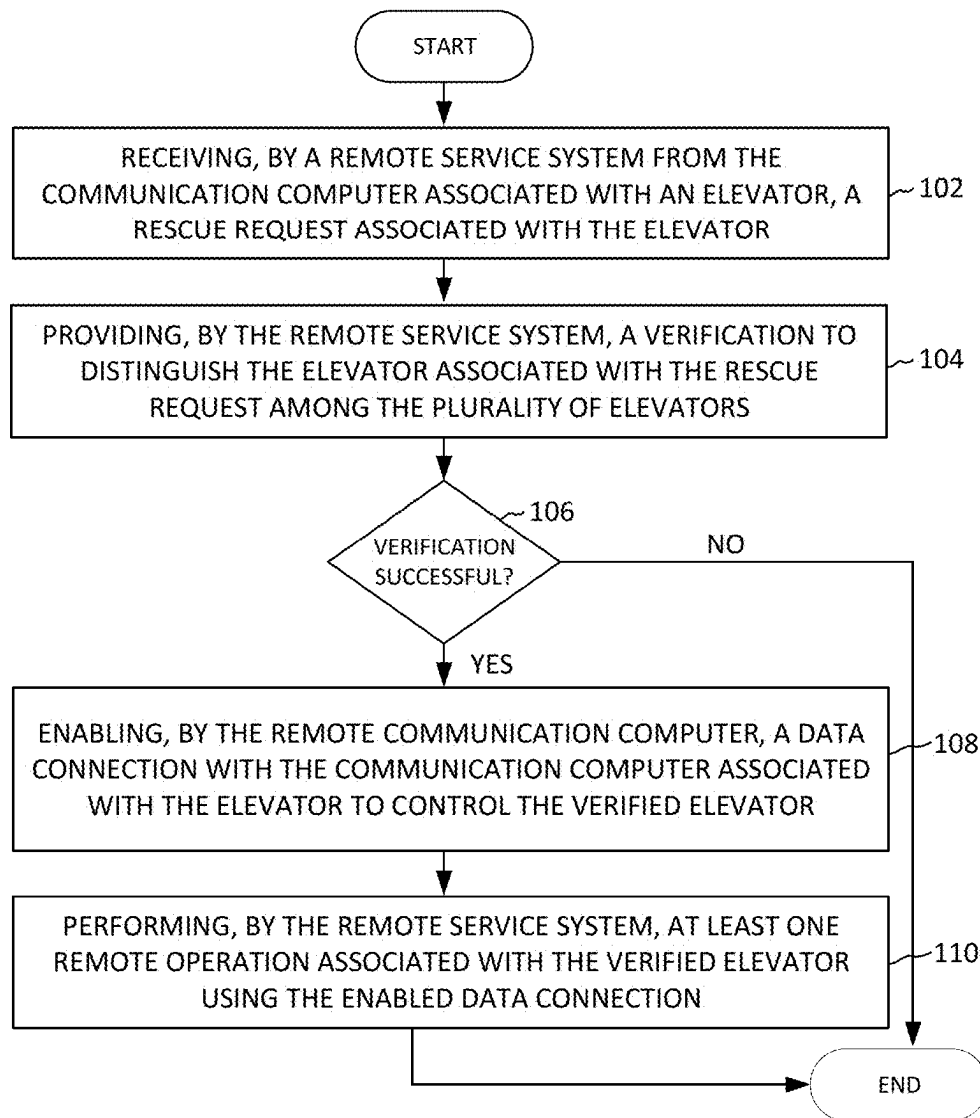 START
RECEIVING, BY A REMOTE SERVICE SYSTEM FROM THE
COMMUNICATION COMPUTER ASSOCIATED WITH AN ELEVATOR, A
RESCUE REQUEST ASSOCIATED WITH THE ELEVATOR
102
PROVIDING, BY THE REMOTE SERVICE SYSTEM, A VERIFICATION TO
DISTINGUISH THE ELEVATOR ASSOCIATED WITH THE RESCUE
REQUEST AMONG THE PLURALITY OF ELEVATORS
104
106
VERIFICATION
SUCCESSFUL?
NO
YES
ENABLING, BY THE REMOTE COMMUNICATION COMPUTER, A DATA
CONNECTION WITH THE COMMUNICATION COMPUTER ASSOCIATED
WITH THE ELEVATOR TO CONTROL THE VERIFIED ELEVATOR
108
PERFORMING, BY THE REMOTE SERVICE SYSTEM, AT LEAST ONE
REMOTE OPERATION ASSOCIATED WITH THE VERIFIED ELEVATOR
USING THE ENABLED DATA CONNECTION
110
END